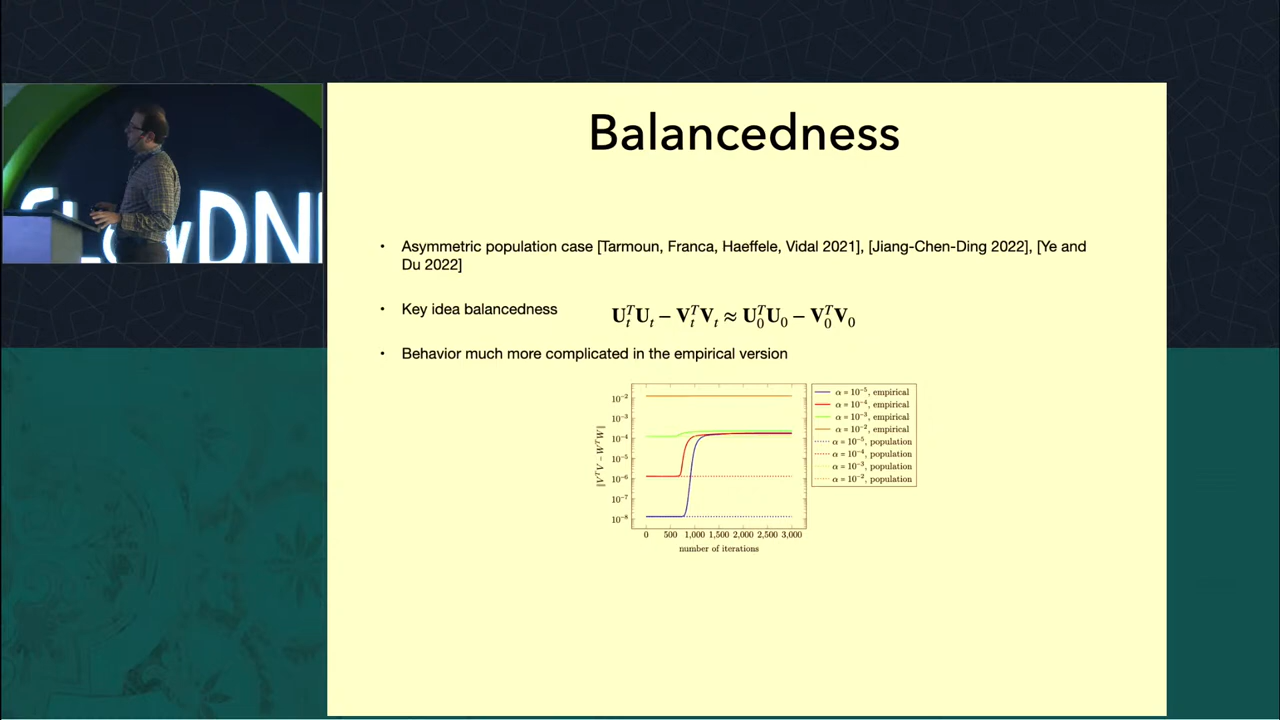 Balancedness
• Asymmetric population case [Tarmoun, Franca, Haeffele, Vidal 2021], [Jiang-Chen-Ding 2022], [Ye and
Du 2022]
• Key idea balancedness U_t^T U_t − V_t^T V_t ≈ U_0^T U_0 − V_0^T V_0
• Behavior much more complicated in the empirical version
10⁻²
10⁻³
10⁻⁴
10⁻⁵
10⁻⁶
10⁻⁷
10⁻⁸
‖V^T V − W^T W‖
0 500 1,000 1,500 2,000 2,500 3,000
number of iterations
α = 10⁻⁵, empirical
α = 10⁻⁴, empirical
α = 10⁻³, empirical
α = 10⁻², empirical
α = 10⁻⁵, population
α = 10⁻⁴, population
α = 10⁻³, population
α = 10⁻², population